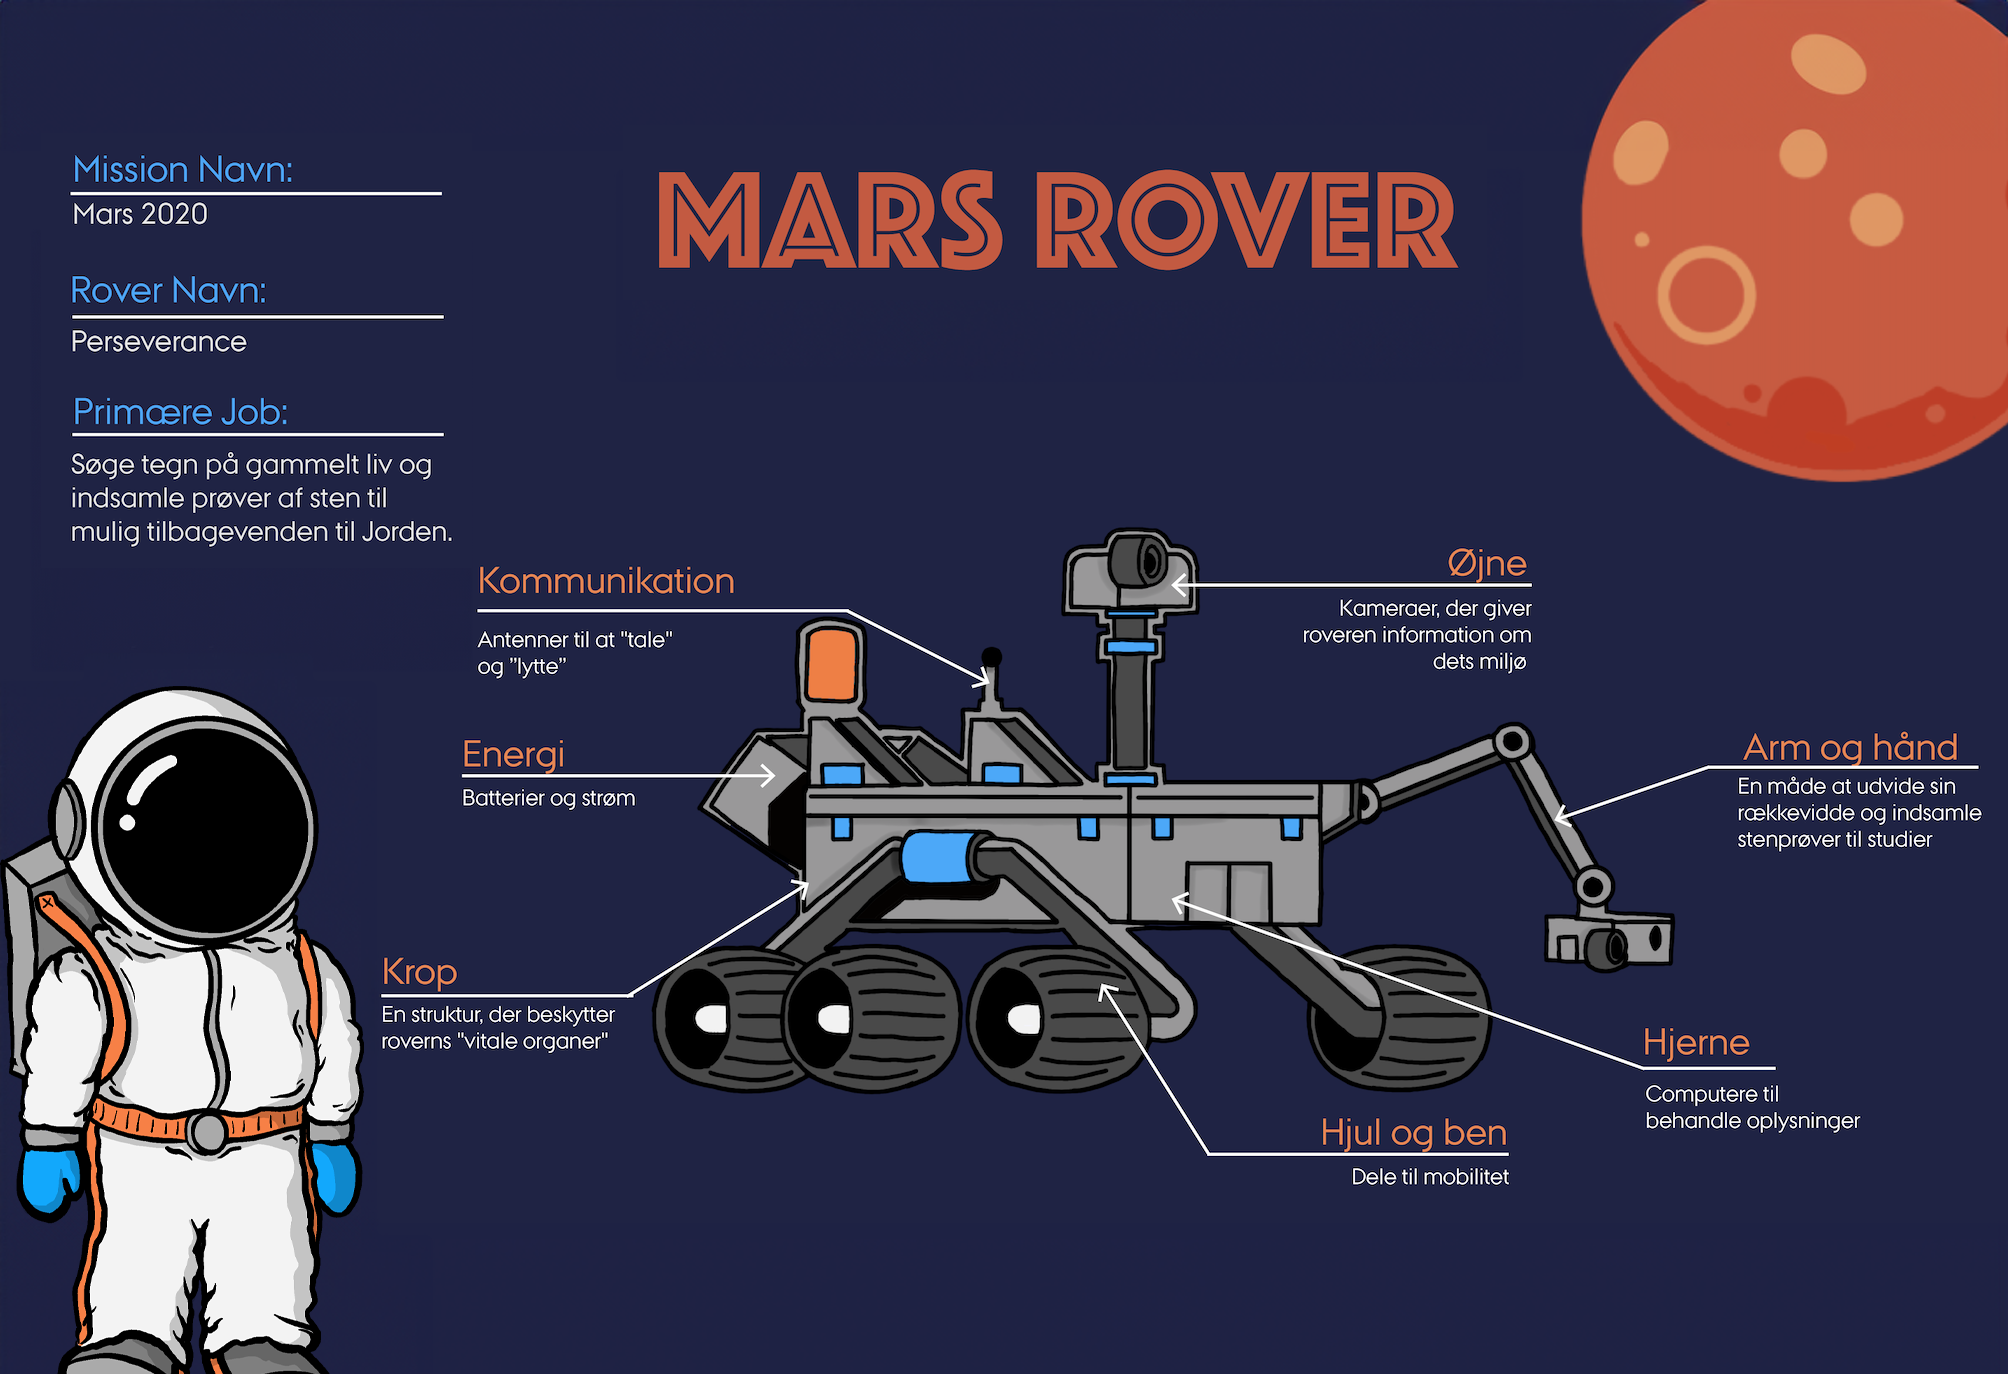 MARS ROVER
Mission Navn:
Mars 2020
Rover Navn:
Perseverance
Primære Job:
Søge tegn på gammelt liv og
indsamle prøver af sten til
mulig tilbagevenden til Jorden.
Kommunikation
Antenner til at "tale"
og ”lytte”
Øjne
Kameraer, der giver
roveren information om
dets miljø
Energi
Batterier og strøm
Arm og hånd
En måde at udvide sin
rækkevidde og indsamle
stenprøver til studier
Krop
En struktur, der beskytter
roverns "vitale organer"
Hjerne
Computere til
behandle oplysninger
Hjul og ben
Dele til mobilitet